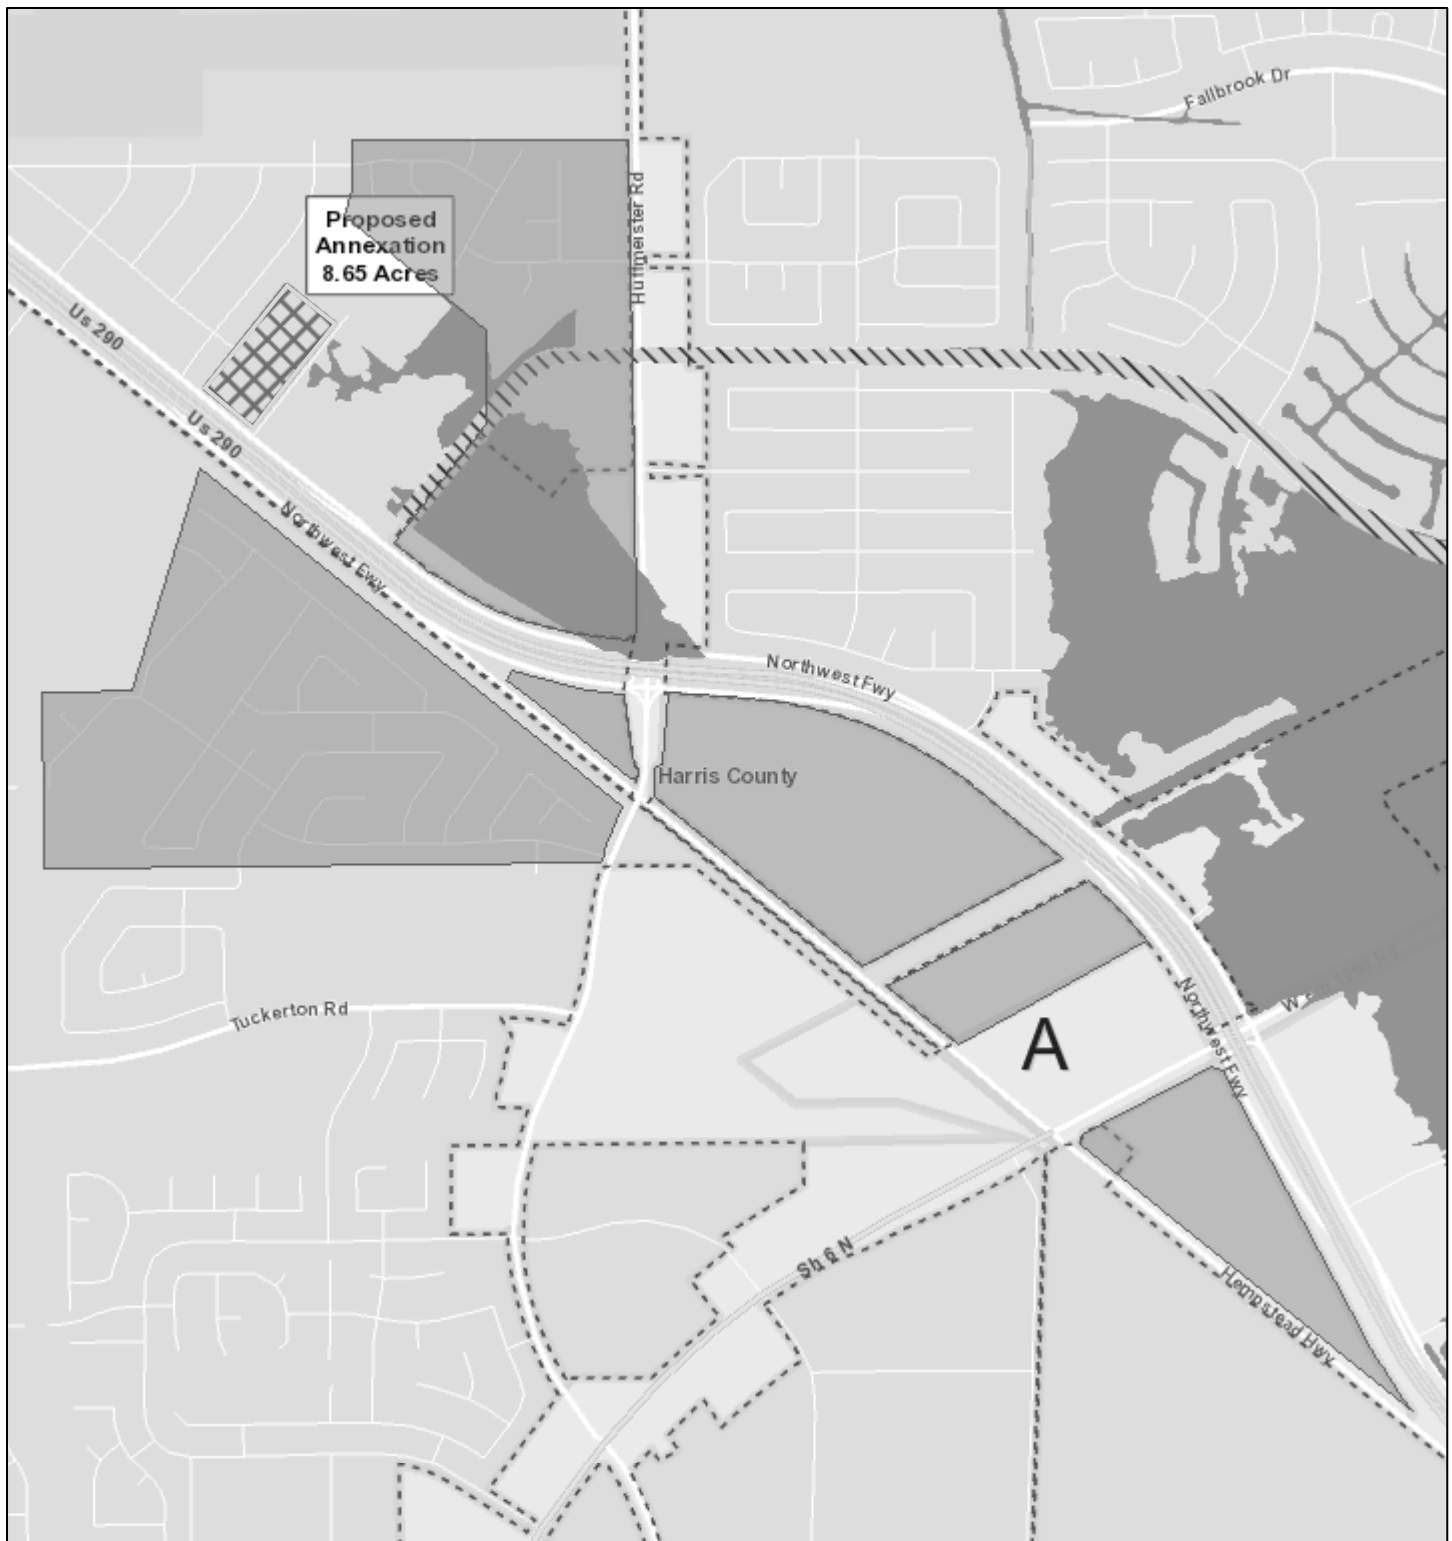 Fallbrook Dr
Huffmeister Rd
Proposed
Annexation
8.65 Acres
Us 290
Us 290
Northwest Fwy
Northwest Fwy
Harris County
Northwest Fwy
Tuckerton Rd
A
Sh 6 N
Hempstead Hwy